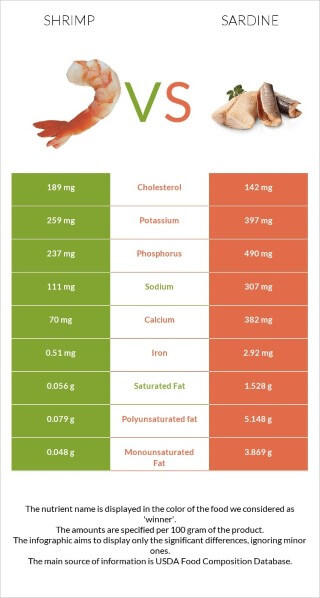 SHRIMP
SARDINE
VS
189 mg Cholesterol 142 mg
259 mg Potassium 397 mg
237 mg Phosphorus 490 mg
111 mg Sodium 307 mg
70 mg Calcium 382 mg
0.51 mg Iron 2.92 mg
0.056 g Saturated Fat 1.528 g
0.079 g Polyunsaturated fat 5.148 g
0.048 g Monounsaturated 3.869 g
Fat
The nutrient name is displayed in the color of the food we considered as
'winner'.
The amounts are specified per 100 gram of the product.
The infographic aims to display only the significant differences, ignoring minor
ones.
The main source of information is USDA Food Composition Database.